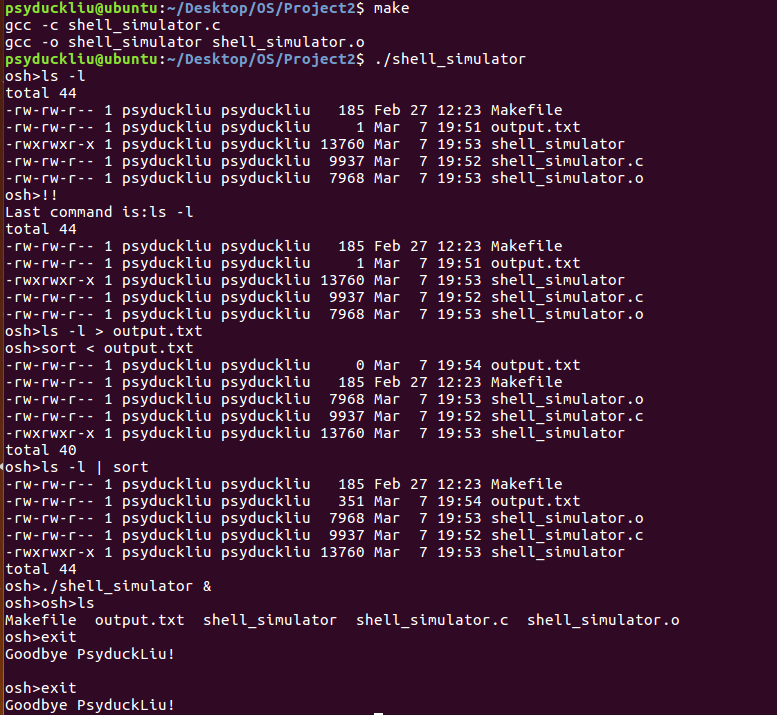 psyduckliu@ubuntu:~/Desktop/OS/Project2$ make
gcc -c shell_simulator.c
gcc -o shell_simulator shell_simulator.o
psyduckliu@ubuntu:~/Desktop/OS/Project2$ ./shell_simulator
osh>ls -l
total 44
-rw-rw-r-- 1 psyduckliu psyduckliu   185 Feb 27 12:23 Makefile
-rw-rw-r-- 1 psyduckliu psyduckliu     1 Mar  7 19:51 output.txt
-rwxrwxr-x 1 psyduckliu psyduckliu 13760 Mar  7 19:53 shell_simulator
-rw-rw-r-- 1 psyduckliu psyduckliu  9937 Mar  7 19:52 shell_simulator.c
-rw-rw-r-- 1 psyduckliu psyduckliu  7968 Mar  7 19:53 shell_simulator.o
osh>!!
Last command is:ls -l
total 44
-rw-rw-r-- 1 psyduckliu psyduckliu   185 Feb 27 12:23 Makefile
-rw-rw-r-- 1 psyduckliu psyduckliu     1 Mar  7 19:51 output.txt
-rwxrwxr-x 1 psyduckliu psyduckliu 13760 Mar  7 19:53 shell_simulator
-rw-rw-r-- 1 psyduckliu psyduckliu  9937 Mar  7 19:52 shell_simulator.c
-rw-rw-r-- 1 psyduckliu psyduckliu  7968 Mar  7 19:53 shell_simulator.o
osh>ls -l > output.txt
osh>sort < output.txt
-rw-rw-r-- 1 psyduckliu psyduckliu     0 Mar  7 19:54 output.txt
-rw-rw-r-- 1 psyduckliu psyduckliu   185 Feb 27 12:23 Makefile
-rw-rw-r-- 1 psyduckliu psyduckliu  7968 Mar  7 19:53 shell_simulator.o
-rw-rw-r-- 1 psyduckliu psyduckliu  9937 Mar  7 19:52 shell_simulator.c
-rwxrwxr-x 1 psyduckliu psyduckliu 13760 Mar  7 19:53 shell_simulator
total 40
osh>ls -l | sort
-rw-rw-r-- 1 psyduckliu psyduckliu   185 Feb 27 12:23 Makefile
-rw-rw-r-- 1 psyduckliu psyduckliu   351 Mar  7 19:54 output.txt
-rw-rw-r-- 1 psyduckliu psyduckliu  7968 Mar  7 19:53 shell_simulator.o
-rw-rw-r-- 1 psyduckliu psyduckliu  9937 Mar  7 19:52 shell_simulator.c
-rwxrwxr-x 1 psyduckliu psyduckliu 13760 Mar  7 19:53 shell_simulator
total 44
osh>./shell_simulator &
osh>osh>ls
Makefile  output.txt  shell_simulator  shell_simulator.c  shell_simulator.o
osh>exit
Goodbye PsyduckLiu!

osh>exit
Goodbye PsyduckLiu!